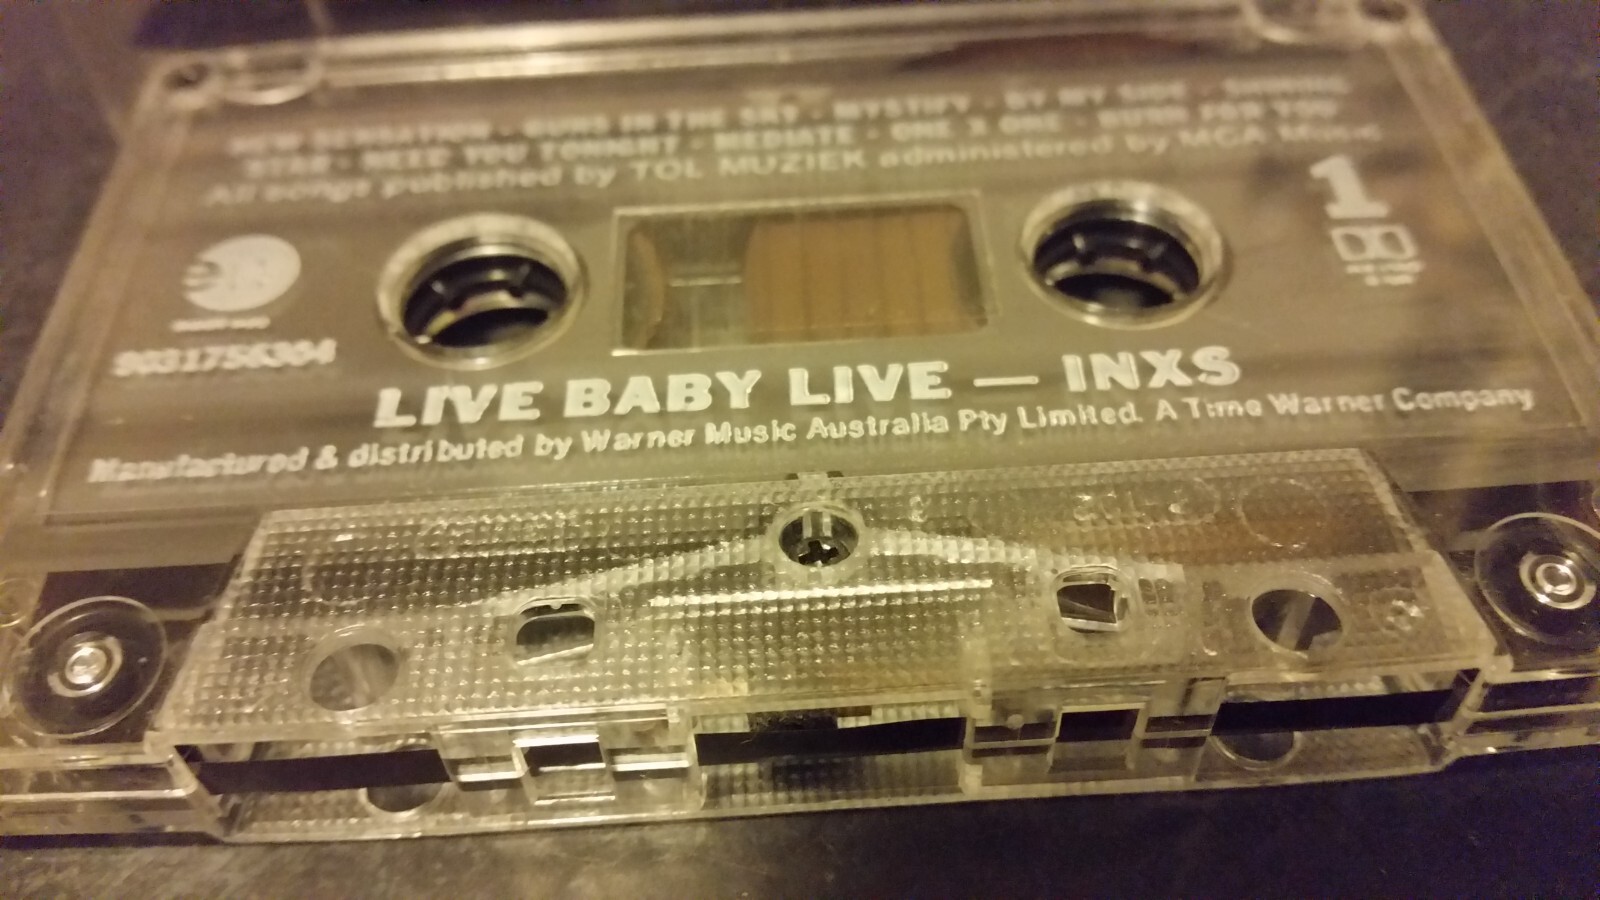 NEW SENSATION · GUNS IN THE SKY · MYSTIFY · BY MY SIDE · SHINING
STAR · NEED YOU TONIGHT · MEDIATE · ONE X ONE · BURN FOR YOU
All songs published by TOL MUZIEK administered by MCA Music
1
9031756304
LIVE BABY LIVE — INXS
Manufactured & distributed by Warner Music Australia Pty Limited. A Time Warner Company